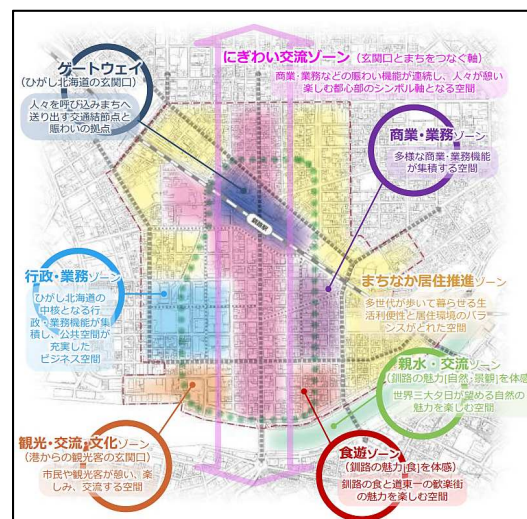 にぎわい交流ゾーン（玄関口とまちをつなぐ軸）
商業・業務などの賑わい機能が連続し、人々が憩い
楽しむ都心部のシンボル軸となる空間
ゲートウェイ
（ひがし北海道の玄関口）
人々を呼び込みまちへ
送り出す交通結節点と
賑わいの拠点
商業・業務ゾーン
多様な商業・業務機能
が集積する空間
釧路駅
行政・業務ゾーン
ひがし北海道の
中核となる行
政・業務機能が集
積し、公共空間が
充実した
ビジネス空間
まちなか居住推進ゾーン
多世代が歩いて暮らせる生
活利便性と居住環境のバラ
ンスがとれた空間
親水・交流ゾーン
（釧路の魅力［自然・景観］を体感）
世界三大夕日が望める自然の
魅力を楽しむ空間
観光・交流・文化ゾーン
（港からの観光客の玄関口）
市民や観光客が憩い、楽
しみ、交流する空間
食遊ゾーン
（釧路の魅力［食］を体感）
釧路の食と道東一の歓楽街
の魅力を楽しむ空間